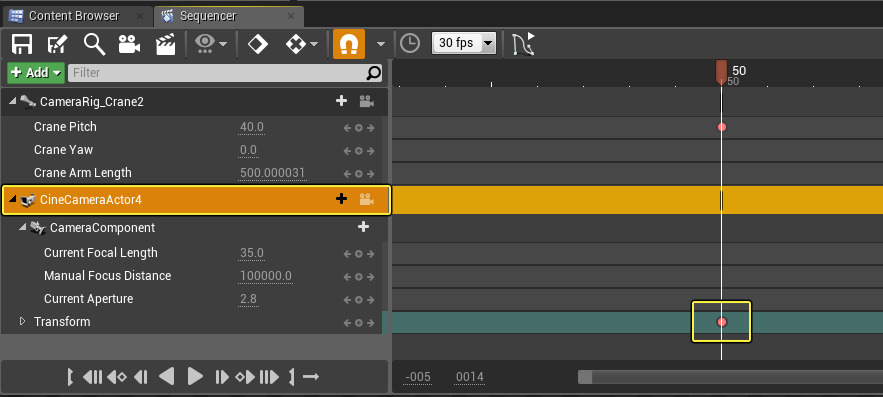 Content Browser
Sequencer
30 fps
Add
Filter
50
50
CameraRig_Crane2
Crane Pitch 40.0
Crane Yaw 0.0
Crane Arm Length 500.000031
CineCameraActor4
CameraComponent
Current Focal Length 35.0
Manual Focus Distance 100000.0
Current Aperture 2.8
Transform
-005 0014